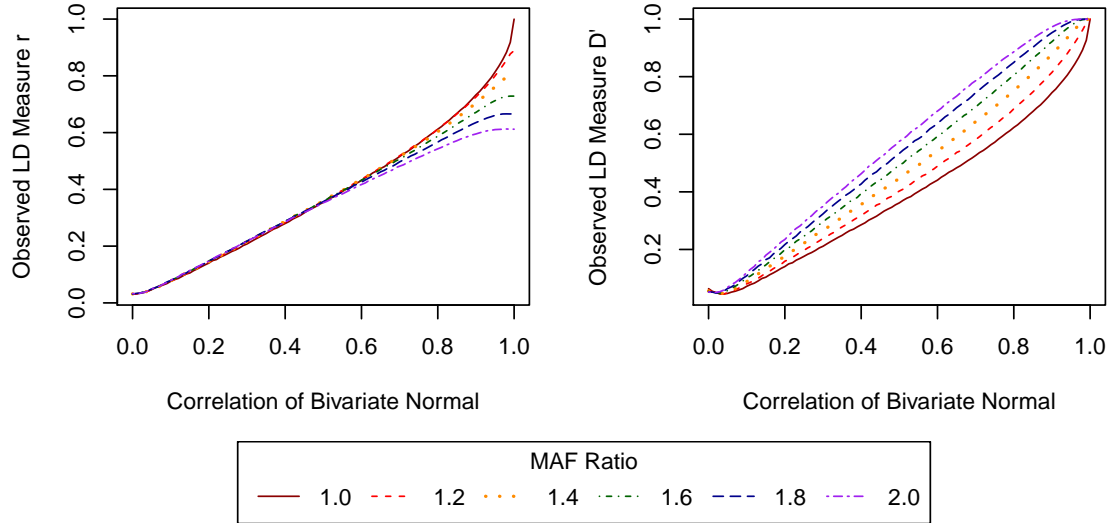 Observed LD Measure r
0.0 0.2 0.4 0.6 0.8 1.0
0.0 0.2 0.4 0.6 0.8 1.0
Correlation of Bivariate Normal
Observed LD Measure D'
0.2 0.4 0.6 0.8 1.0
0.0 0.2 0.4 0.6 0.8 1.0
Correlation of Bivariate Normal
MAF Ratio
1.0 1.2 1.4 1.6 1.8 2.0